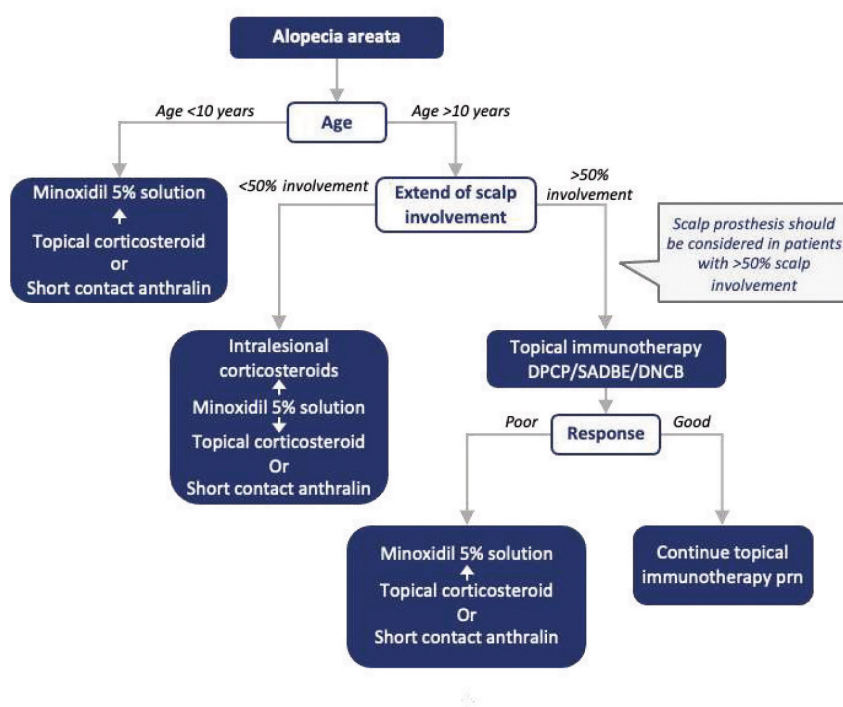 Alopecia areata
Age <10 years
Age
Age >10 years
Minoxidil 5% solution
Topical corticosteroid
or
Short contact anthralin
<50% involvement
Extend of scalp
involvement
>50%
involvement
Scalp prosthesis should
be considered in patients
with >50% scalp
involvement
Intralesional
corticosteroids
Minoxidil 5% solution
Topical corticosteroid
Or
Short contact anthralin
Topical immunotherapy
DPCP/SADBE/DNCB
Poor
Response
Good
Minoxidil 5% solution
Topical corticosteroid
Or
Short contact anthralin
Continue topical
immunotherapy prn